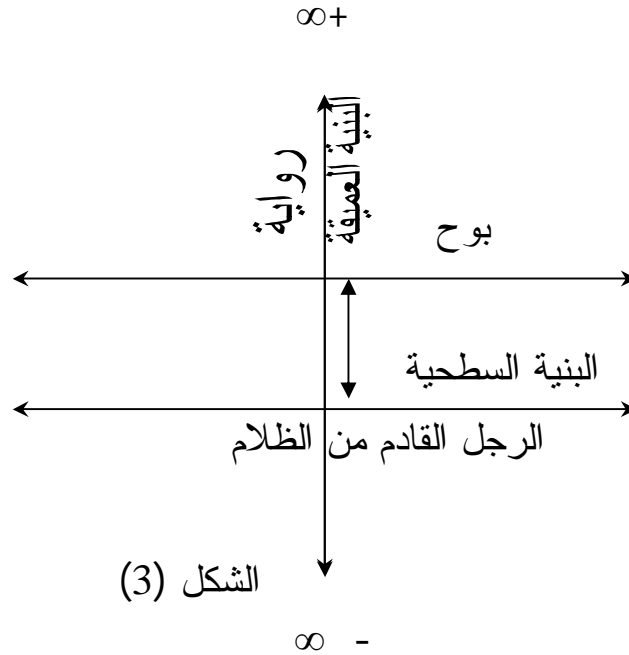 ∞+
رواية
البنية العميقة
بوح
البنية السطحية
الرجل القادم من الظلام
الشكل (3)
∞ -